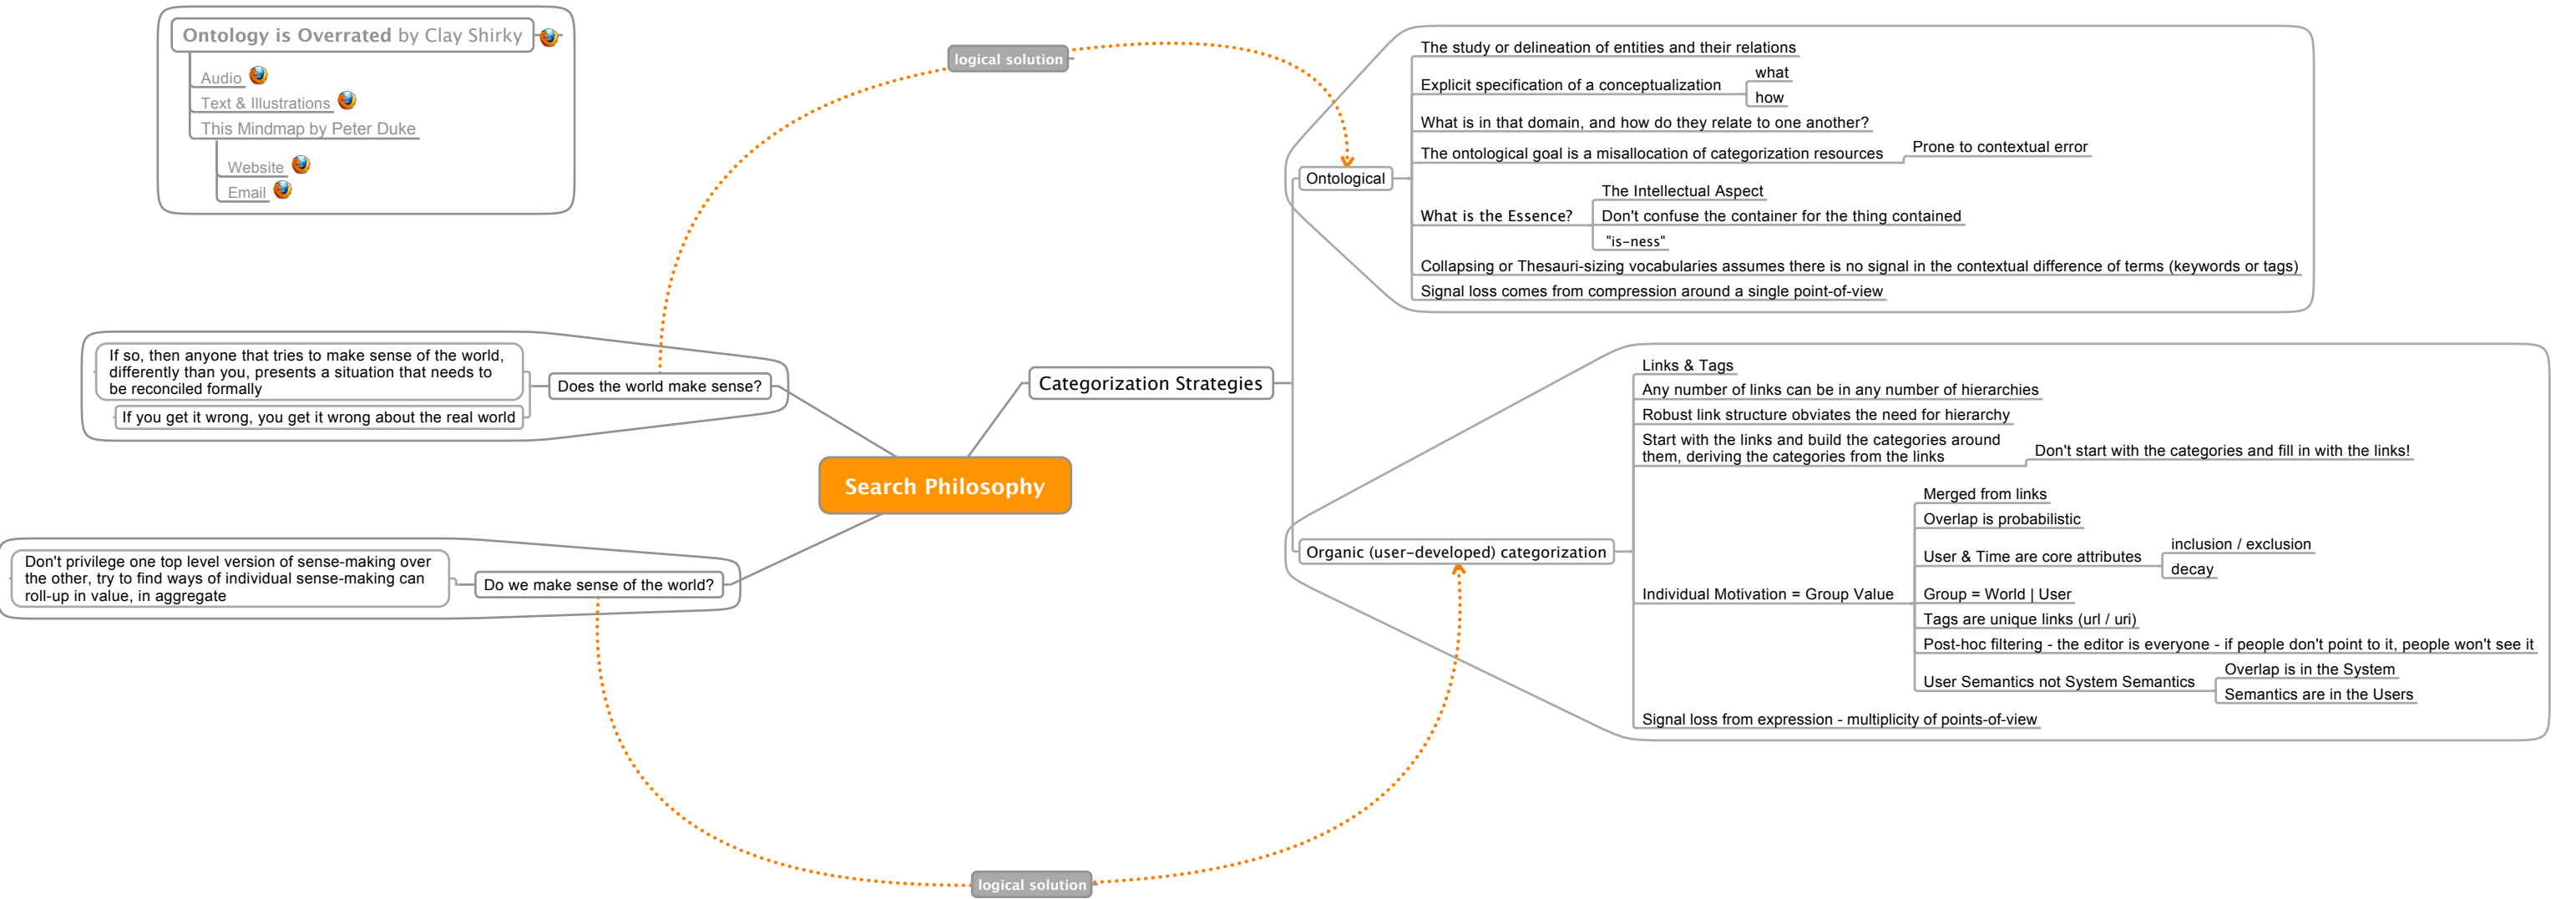 Ontology is Overrated by Clay Shirky
Audio
Text & Illustrations
This Mindmap by Peter Duke
Website
Email
logical solution
If so, then anyone that tries to make sense of the world,
differently than you, presents a situation that needs to
be reconciled formally
If you get it wrong, you get it wrong about the real world
Does the world make sense?
Search Philosophy
Don't privilege one top level version of sense-making over
the other, try to find ways of individual sense-making can
roll-up in value, in aggregate
Do we make sense of the world?
logical solution
Categorization Strategies
Ontological
The study or delineation of entities and their relations
Explicit specification of a conceptualization
what
how
What is in that domain, and how do they relate to one another?
The ontological goal is a misallocation of categorization resources
Prone to contextual error
What is the Essence?
The Intellectual Aspect
Don't confuse the container for the thing contained
"is-ness"
Collapsing or Thesauri-sizing vocabularies assumes there is no signal in the contextual difference of terms (keywords or tags)
Signal loss comes from compression around a single point-of-view
Organic (user-developed) categorization
Links & Tags
Any number of links can be in any number of hierarchies
Robust link structure obviates the need for hierarchy
Start with the links and build the categories around
them, deriving the categories from the links
Don't start with the categories and fill in with the links!
Individual Motivation = Group Value
Merged from links
Overlap is probabilistic
User & Time are core attributes
inclusion / exclusion
decay
Group = World | User
Tags are unique links (url / uri)
Post-hoc filtering - the editor is everyone - if people don't point to it, people won't see it
User Semantics not System Semantics
Overlap is in the System
Semantics are in the Users
Signal loss from expression - multiplicity of points-of-view